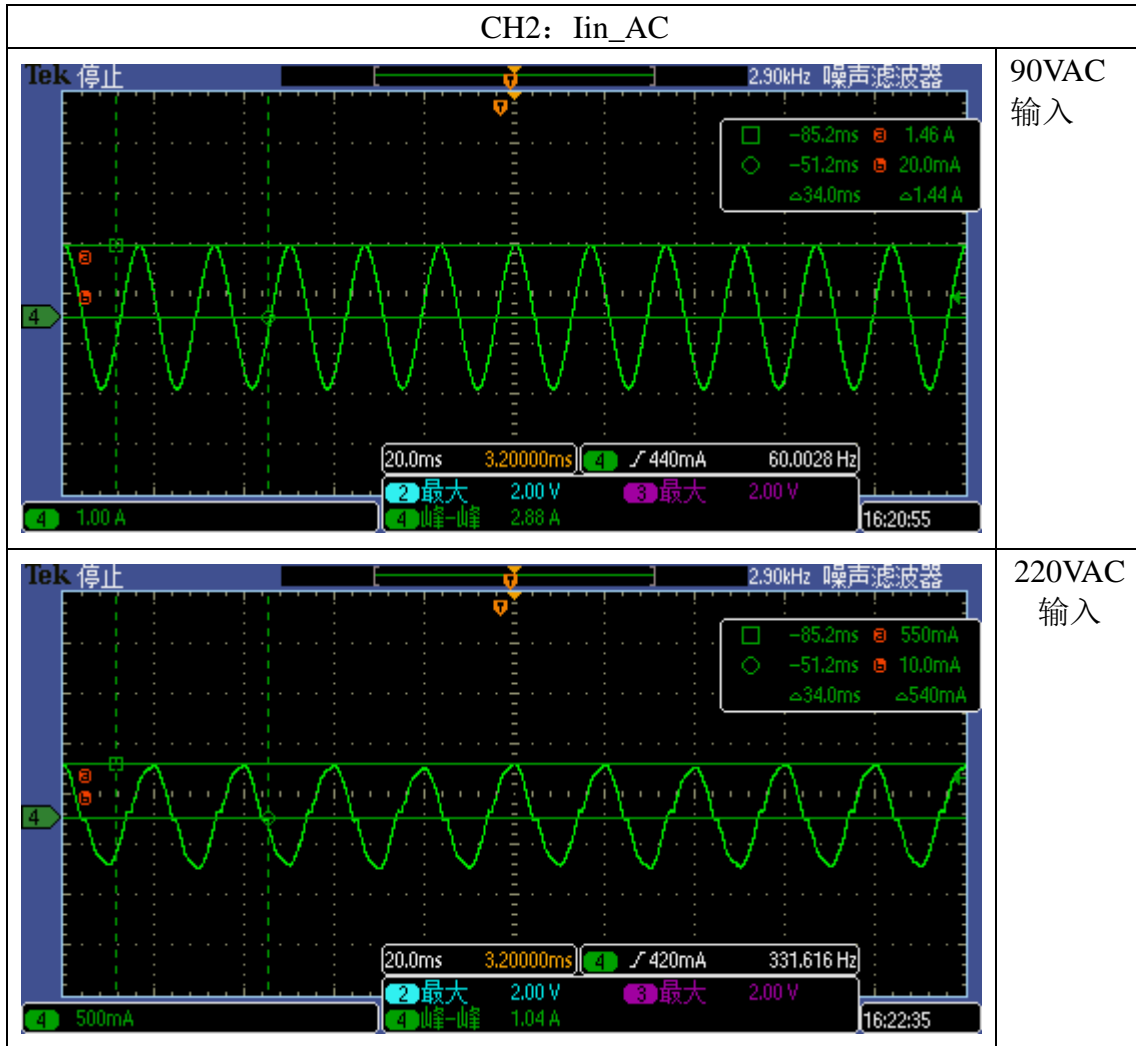 CH2：Iin_AC
Tek 停止
2.90kHz 噪声滤波器
90VAC
输入
-85.2ms a 1.46 A
-51.2ms b 20.0mA
△34.0ms △1.44 A
a
b
4
20.0ms 3.20000ms 4 440mA 60.0028 Hz
2 最大 2.00 V 3 最大 2.00 V
4 1.00 A 4 峰-峰 2.88 A 16:20:55
Tek 停止
2.90kHz 噪声滤波器
220VAC
输入
-85.2ms a 550mA
-51.2ms b 10.0mA
△34.0ms △540mA
a
b
4
20.0ms 3.20000ms 4 420mA 331.616 Hz
2 最大 2.00 V 3 最大 2.00 V
4 500mA 4 峰-峰 1.04 A 16:22:35